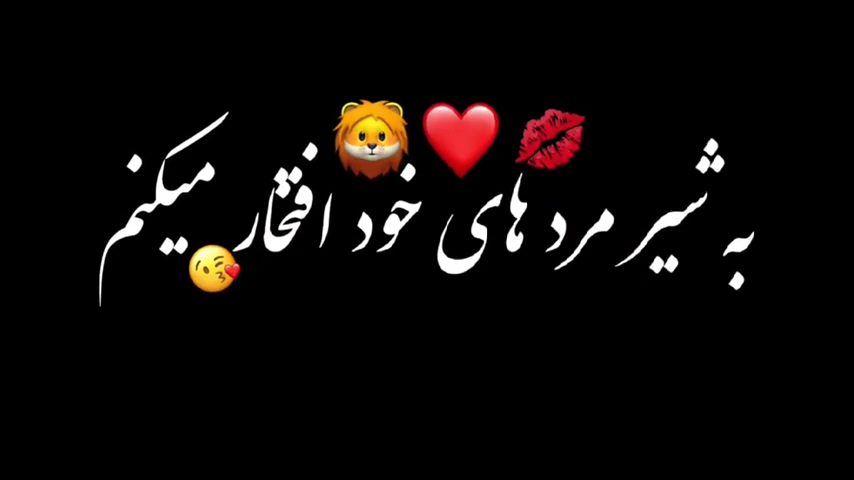 به شیر مرد های خود افتخار میکنم